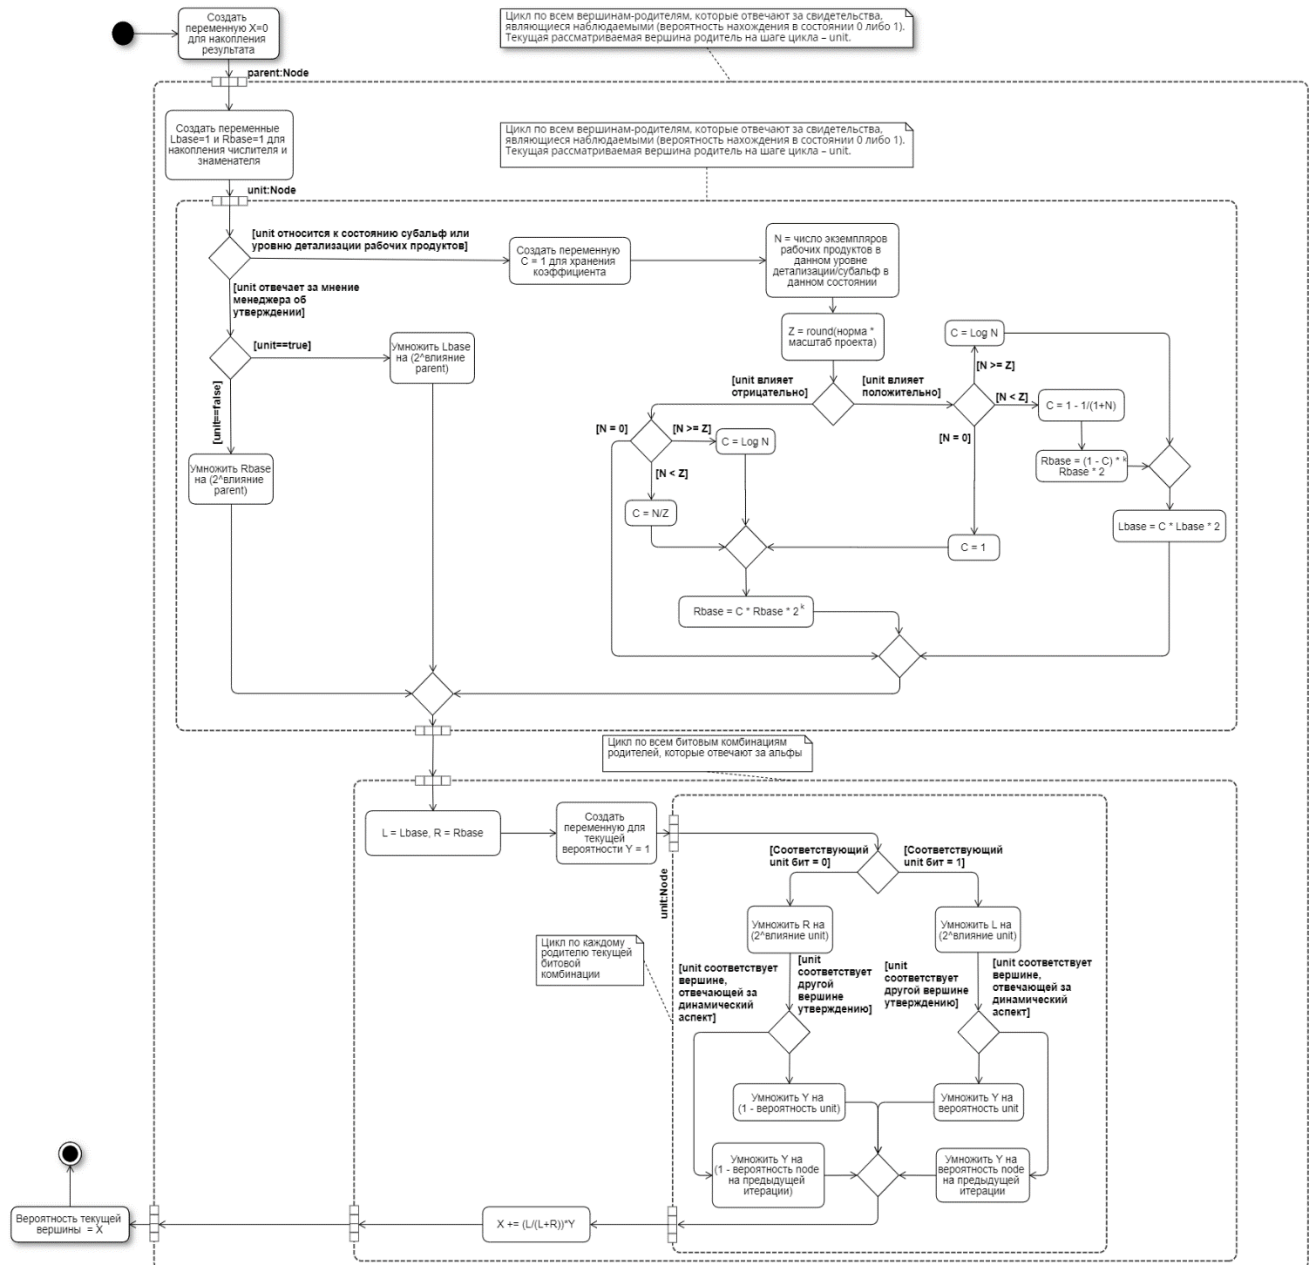 Создать
переменную X=0
для накопления
результата
Цикл по всем вершинам-родителям, которые отвечают за свидетельства,
являющиеся наблюдаемыми (вероятность нахождения в состоянии 0 либо 1).
Текущая рассматриваемая вершина родитель на шаге цикла – unit.
parent:Node
Создать переменные
Lbase=1 и Rbase=1 для
накопления числителя и
знаменателя
Цикл по всем вершинам-родителям, которые отвечают за свидетельства,
являющиеся наблюдаемыми (вероятность нахождения в состоянии 0 либо 1).
Текущая рассматриваемая вершина родитель на шаге цикла – unit.
unit:Node
[unit относится к состоянию субальф или
уровню детализации рабочих продуктов]
Создать переменную
C = 1 для хранения
коэффициента
N = число экземпляров
рабочих продуктов в
данном уровне
детализации/субальф в
данном состоянии
[unit отвечает за мнение
менеджера об
утверждении]
Z = round(норма *
масштаб проекта)
C = Log N
[unit==true]
Умножить Lbase
на (2^влияние
parent)
[N >= Z]
[unit влияет
отрицательно]
[unit влияет
положительно]
[N < Z]
C = 1 - 1/(1+N)
[unit==false]
[N = 0]
[N >= Z]
C = Log N
[N = 0]
Rbase = (1 - C) * k
Rbase * 2
Умножить Rbase
на (2^влияние
parent)
[N < Z]
C = N/Z
Lbase = C * Lbase * 2
C = 1
Rbase = C * Rbase * 2 k
Цикл по всем битовым комбинациям
родителей, которые отвечают за альфы
L = Lbase, R = Rbase
Создать
переменную для
текущей
вероятности Y = 1
[Соответствующий
unit бит = 0]
[Соответствующий
unit бит = 1]
unit:Node
Умножить R на
(2^влияние unit)
Умножить L на
(2^влияние unit)
Цикл по каждому
родителю текущей
битовой
комбинации
[unit соответствует
вершине,
отвечающей за
динамический
аспект]
[unit
соответствует
другой
вершине
утверждению]
[unit
соответствует
другой вершине
утверждению]
[unit соответствует
вершине,
отвечающей за
динамический
аспект]
Умножить Y на
(1 - вероятность unit)
Умножить Y на
вероятность unit
Умножить Y на
(1 - вероятность node
на предыдущей
итерации)
Умножить Y на
вероятность node
на предыдущей
итерации
X += (L/(L+R))*Y
Вероятность текущей
вершины = X